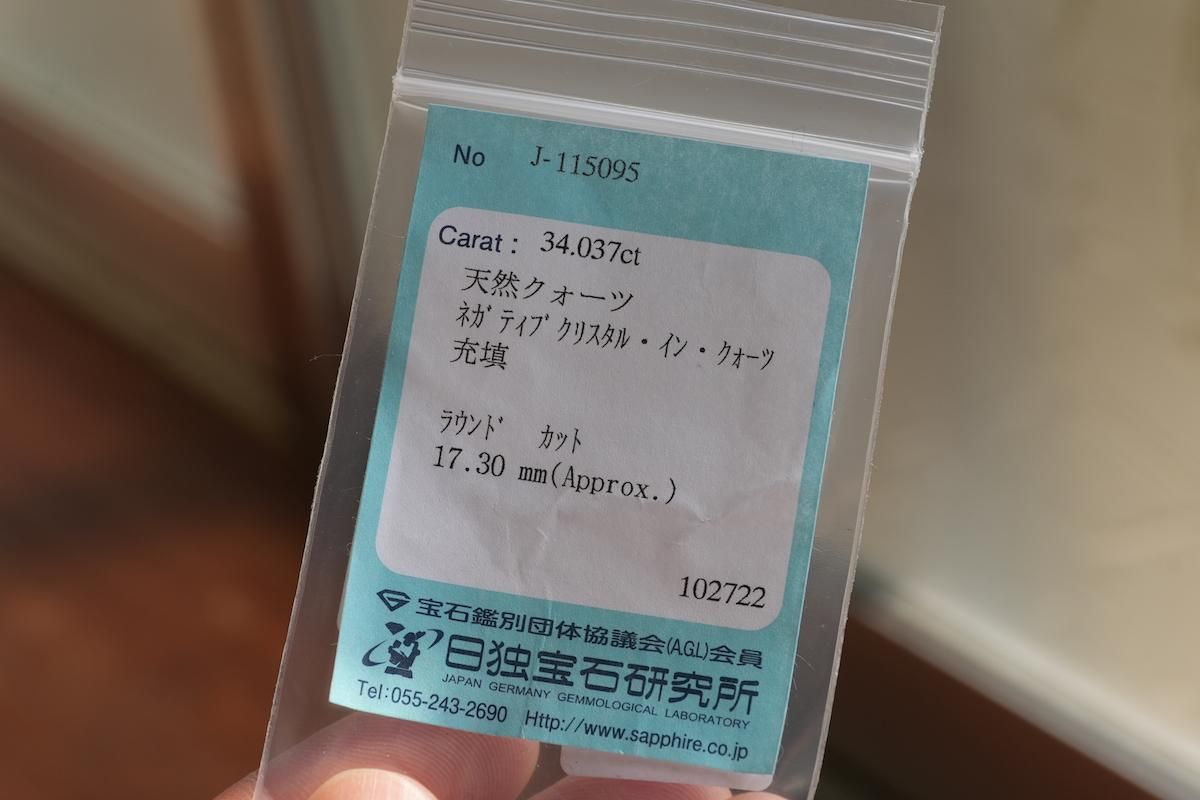 No J-115095
Carat : 34.037ct
天然クォーツ
ﾈｶﾞﾃｨﾌﾞｸﾘｽﾀﾙ・ｲﾝ・ｸｫｰﾂ
充填
ﾗｳﾝﾄﾞ ｶｯﾄ
17.30 mm(Approx.)
102722
宝石鑑別団体協議会(A.G.L)会員
日独宝石研究所
JAPAN GERMANY GEMMOLOGICAL LABORATORY
Tel:055-243-2690 Http://www.sapphire.co.jp